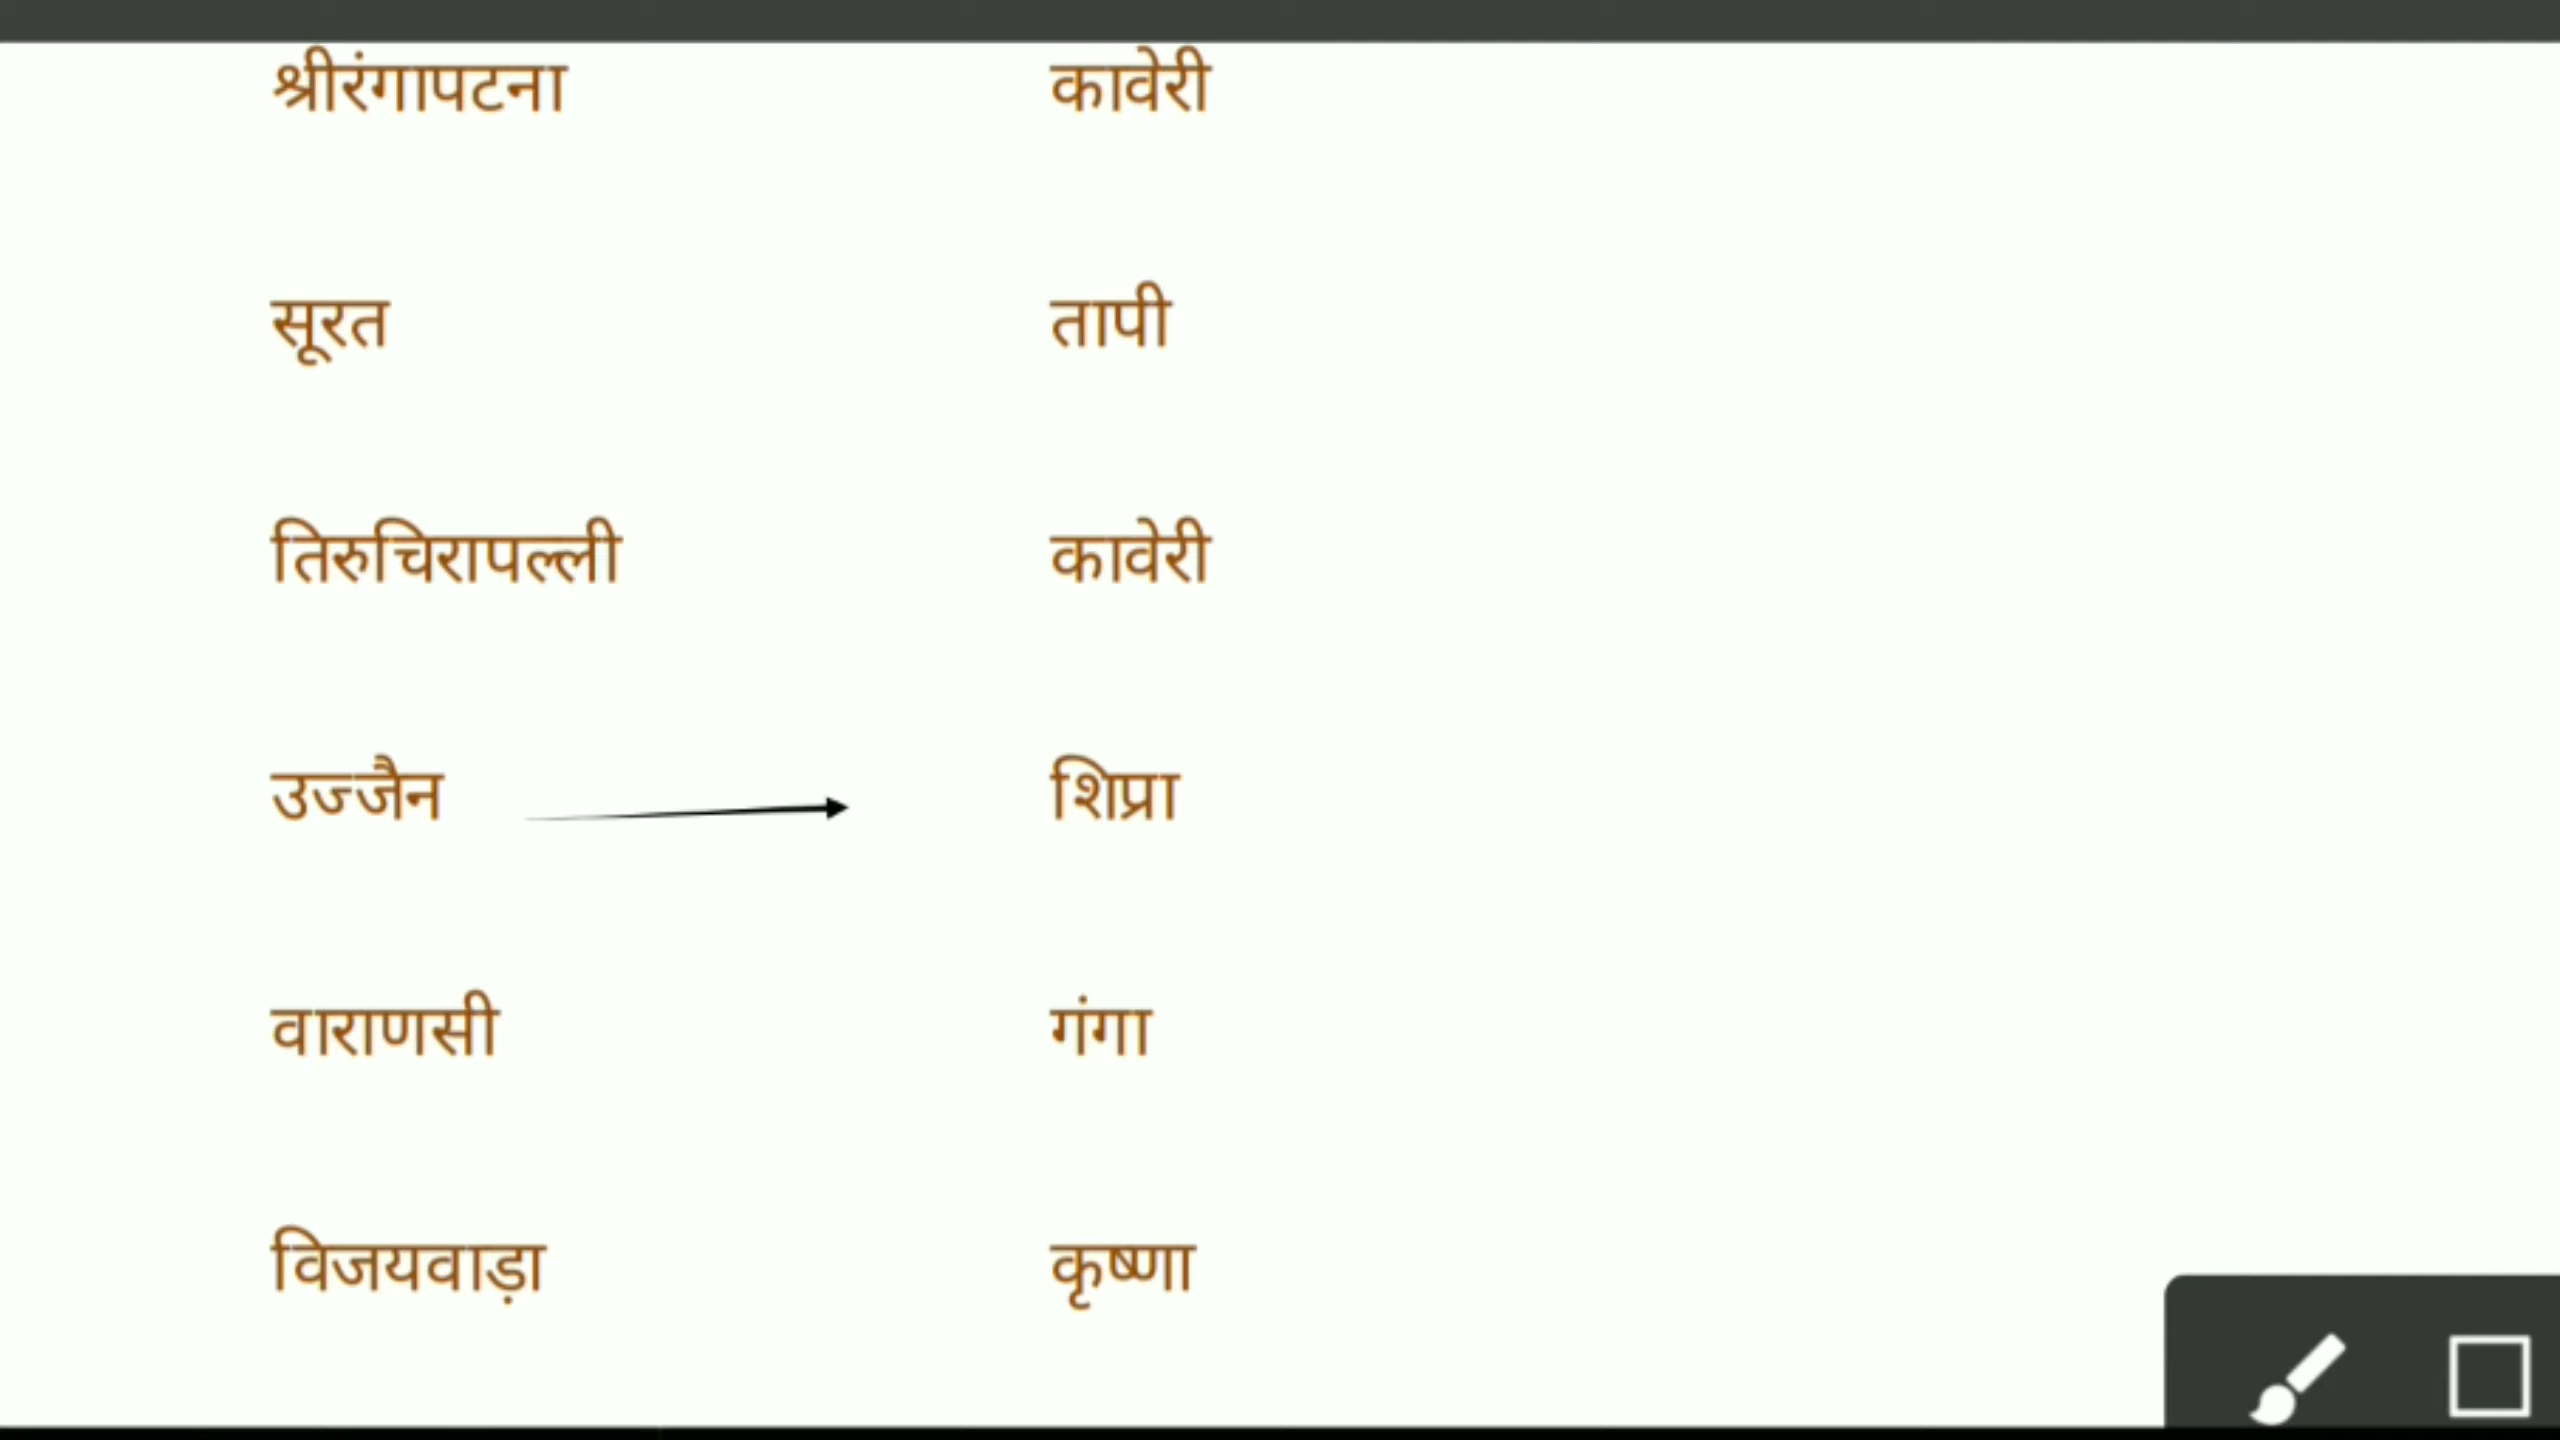 श्रीरंगापटना कावेरी
सूरत तापी
तिरुचिरापल्ली कावेरी
उज्जैन शिप्रा
वाराणसी गंगा
विजयवाड़ा कृष्णा